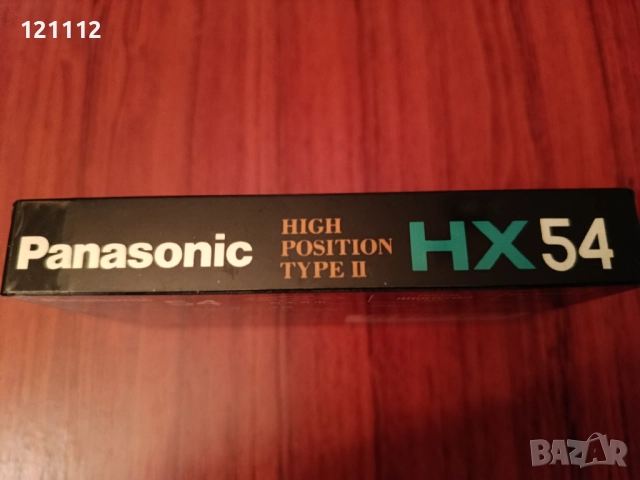 121112
Panasonic
HIGH
POSITION
TYPE II
HX54
BAZAR